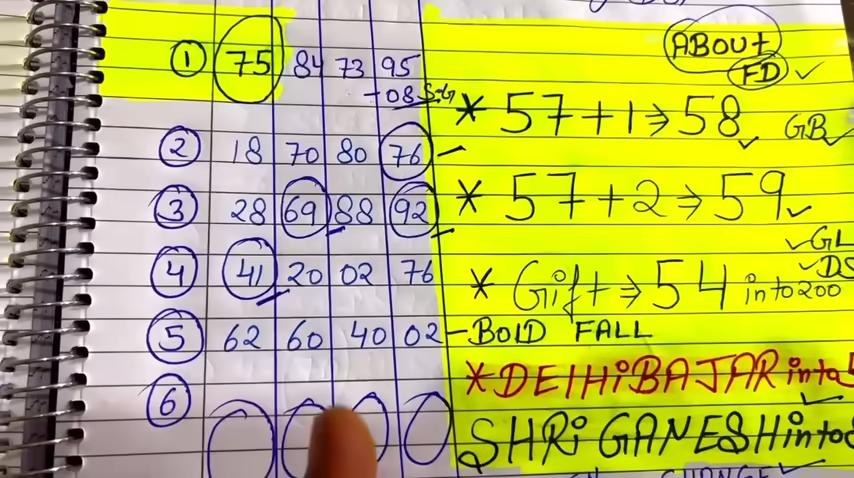 ABOUT
FD ✓
① 75 84 73 95
-08 S.G
* 57+1⇒58 ✓ GB ✓
② 18 70 80 76 –
* 57+2⇒59 ✓
③ 28 69 88 92
✓GL
✓DS
④ 41 20 02 76
* Gift⇒54 into 200
⑤ 62 60 40 02 – BOLD FALL
* DElHiBAJAR into
⑥
SHRi GANESH into
CHANGE ✓